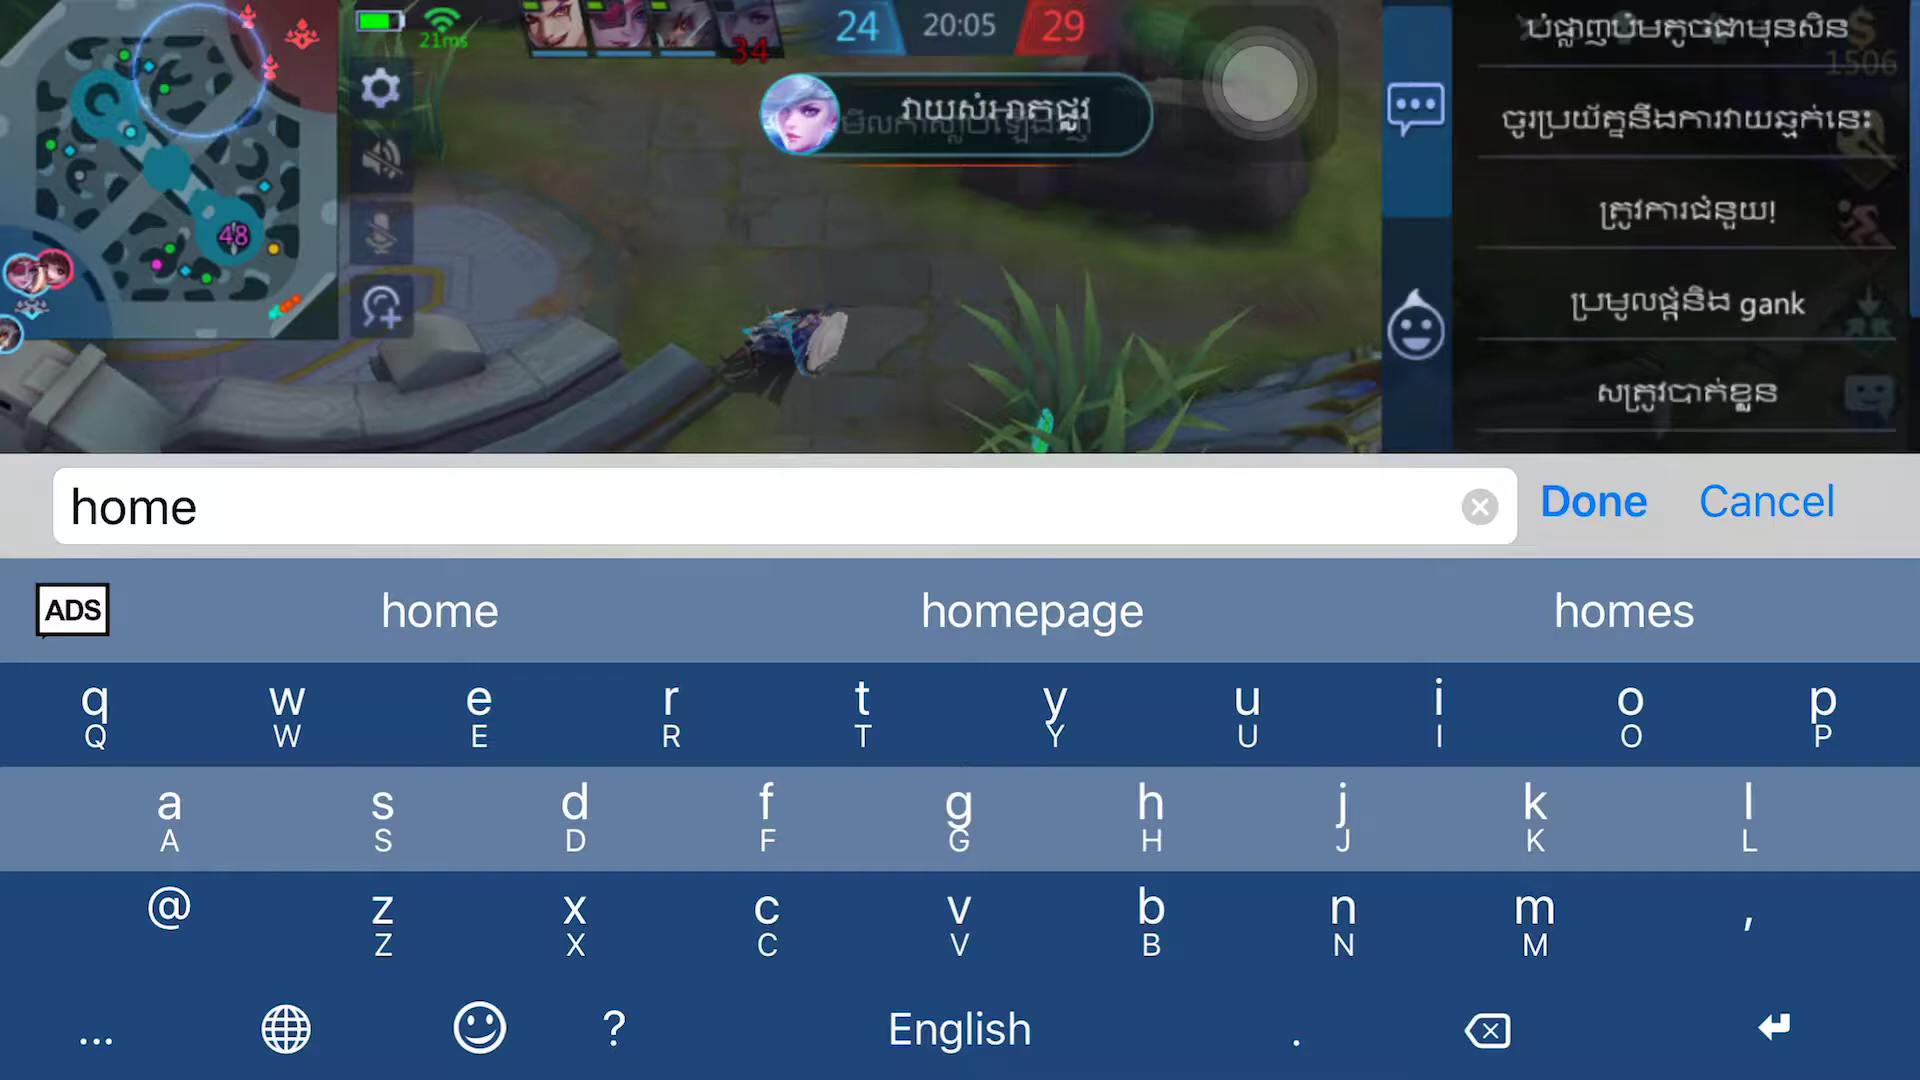 21ms
34
24
20:05
29
វាយសំរុកាតផ្លូវ
48
1506
បំផ្លាញប៉មតូចជាមុនសិន
ចូរប្រយ័ត្ននឹងការវាយឆ្មក់នេះ
ត្រូវការជំនួយ!
ប្រមូលផ្តុំនិង gank
សត្រូវបាត់ខ្លួន
home
Done
Cancel
ADS
home
homepage
homes
q w e r t y u i o p
Q W E R T Y U I O P
a s d f g h j k l
A S D F G H J K L
@ z x c v b n m ,
Z X C V B N M
... ? English .